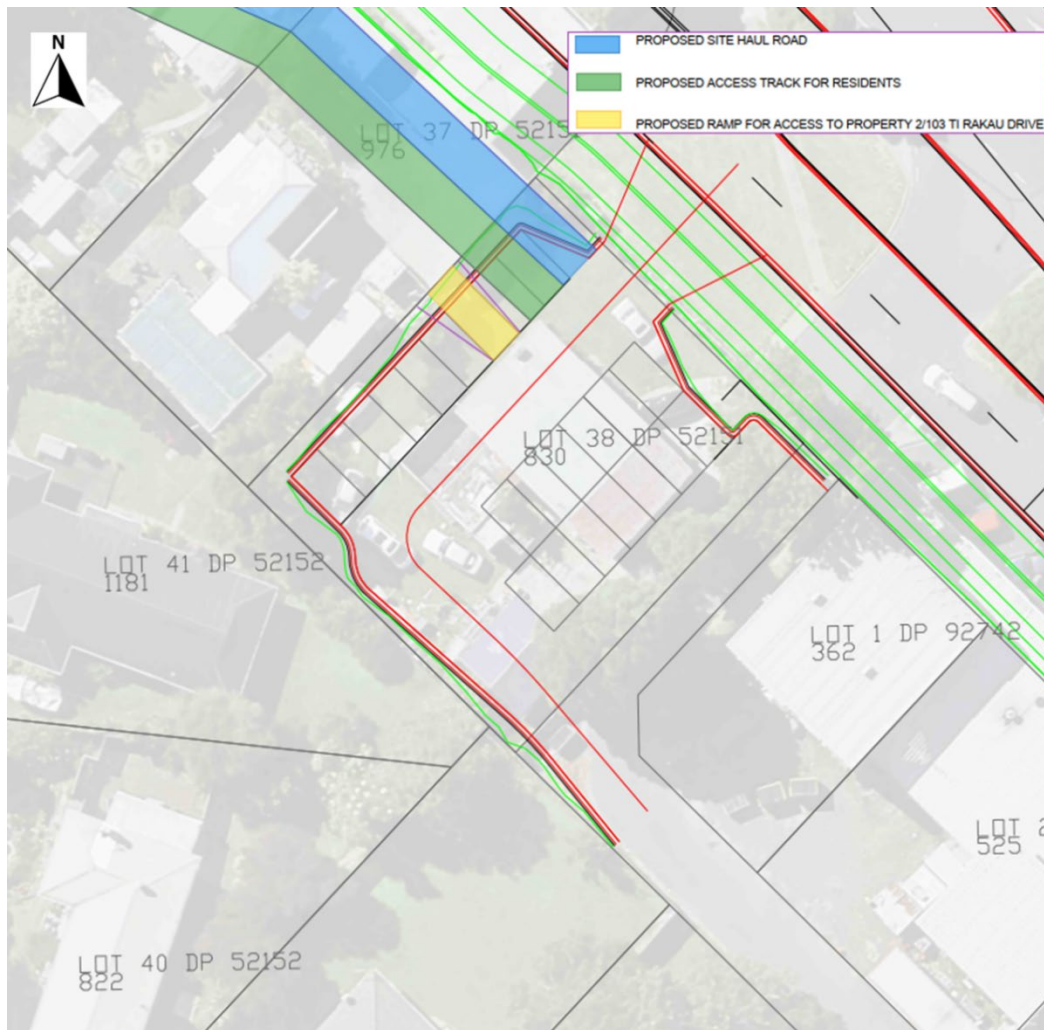 N
PROPOSED SITE HAUL ROAD
PROPOSED ACCESS TRACK FOR RESIDENTS
PROPOSED RAMP FOR ACCESS TO PROPERTY 2/103 TI RAKAU DRIVE
LOT 37 DP 5215
976
LOT 38 DP 52151
830
LOT 41 DP 52152
1181
LOT 1 DP 92742
362
LOT 2
525
LOT 40 DP 52152
822